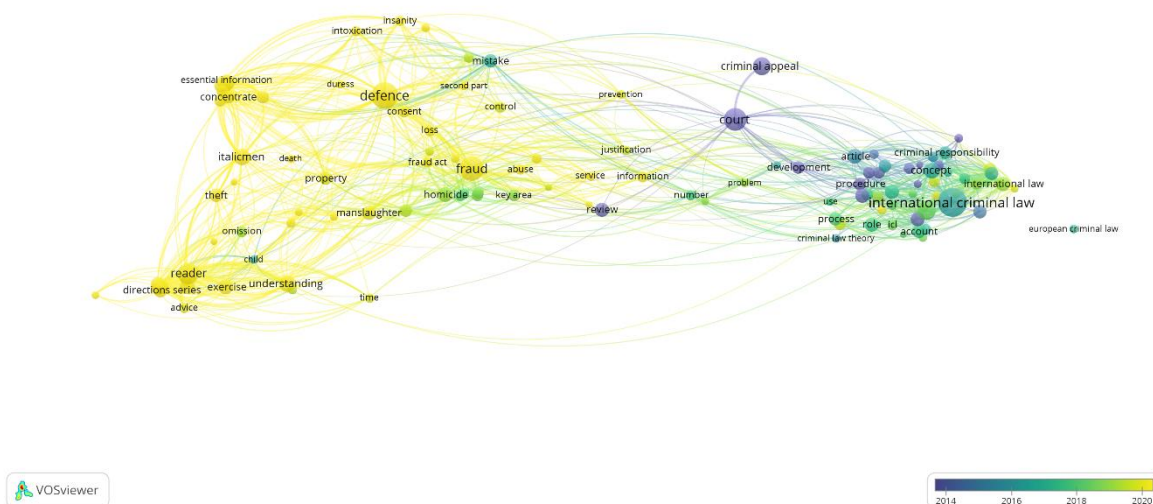 insanity
intoxication
mistake
criminal appeal
essential information
duress
second part
concentrate
defence
prevention
consent
control
court
loss
justification
italicmen
death
fraud act
fraud
abuse
development
article
criminal responsibility
concept
property
service
information
problem
procedure
international law
theft
homicide
key area
number
use
international criminal law
manslaughter
review
process
role
icl
account
european criminal law
omission
criminal law theory
child
reader
understanding
directions series
exercise
time
advice
VOSviewer
2014 2016 2018 2020